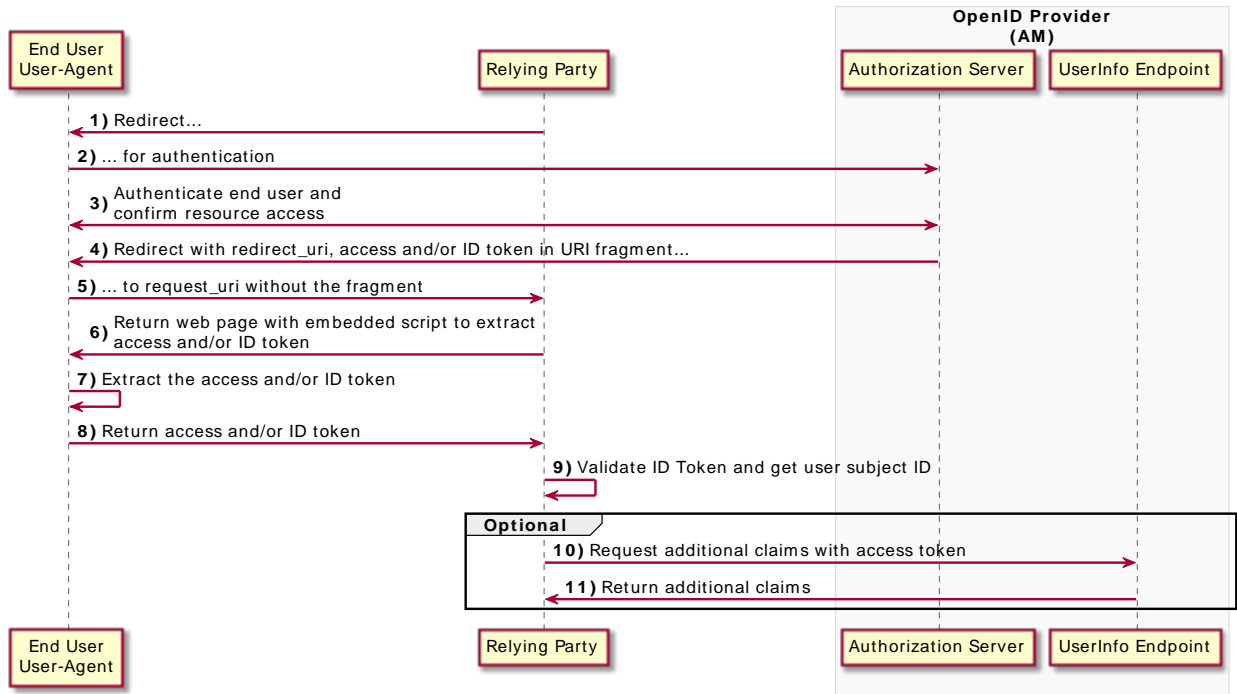 OpenID Provider
(AM)
End User
User-Agent
Relying Party
Authorization Server
UserInfo Endpoint
1) Redirect...
2) ... for authentication
3) Authenticate end user and
confirm resource access
4) Redirect with redirect_uri, access and/or ID token in URI fragment...
5) ... to request_uri without the fragment
6) Return web page with embedded script to extract
access and/or ID token
7) Extract the access and/or ID token
8) Return access and/or ID token
9) Validate ID Token and get user subject ID
Optional
10) Request additional claims with access token
11) Return additional claims
End User
User-Agent
Relying Party
Authorization Server
UserInfo Endpoint